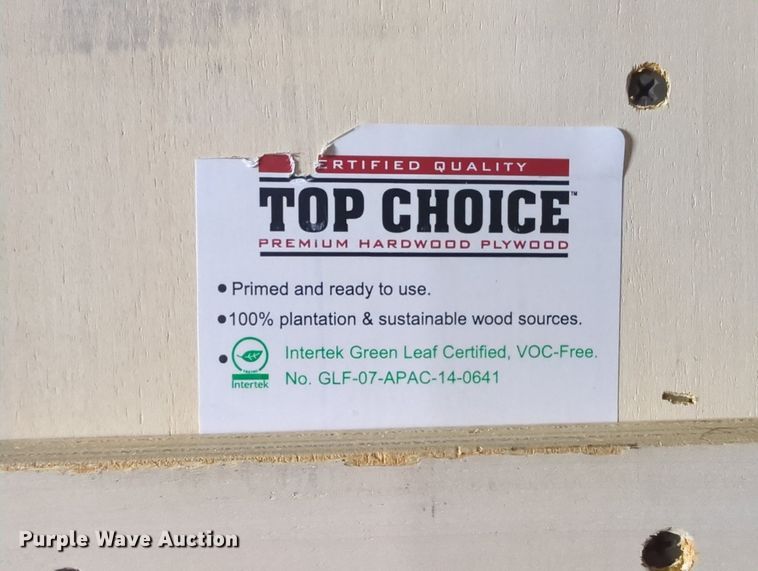 ERTIFIED QUALITY
TOP CHOICE™
PREMIUM HARDWOOD PLYWOOD
• Primed and ready to use.
• 100% plantation & sustainable wood sources.
• Intertek Green Leaf Certified, VOC-Free.
No. GLF-07-APAC-14-0641
Intertek
Purple Wave Auction